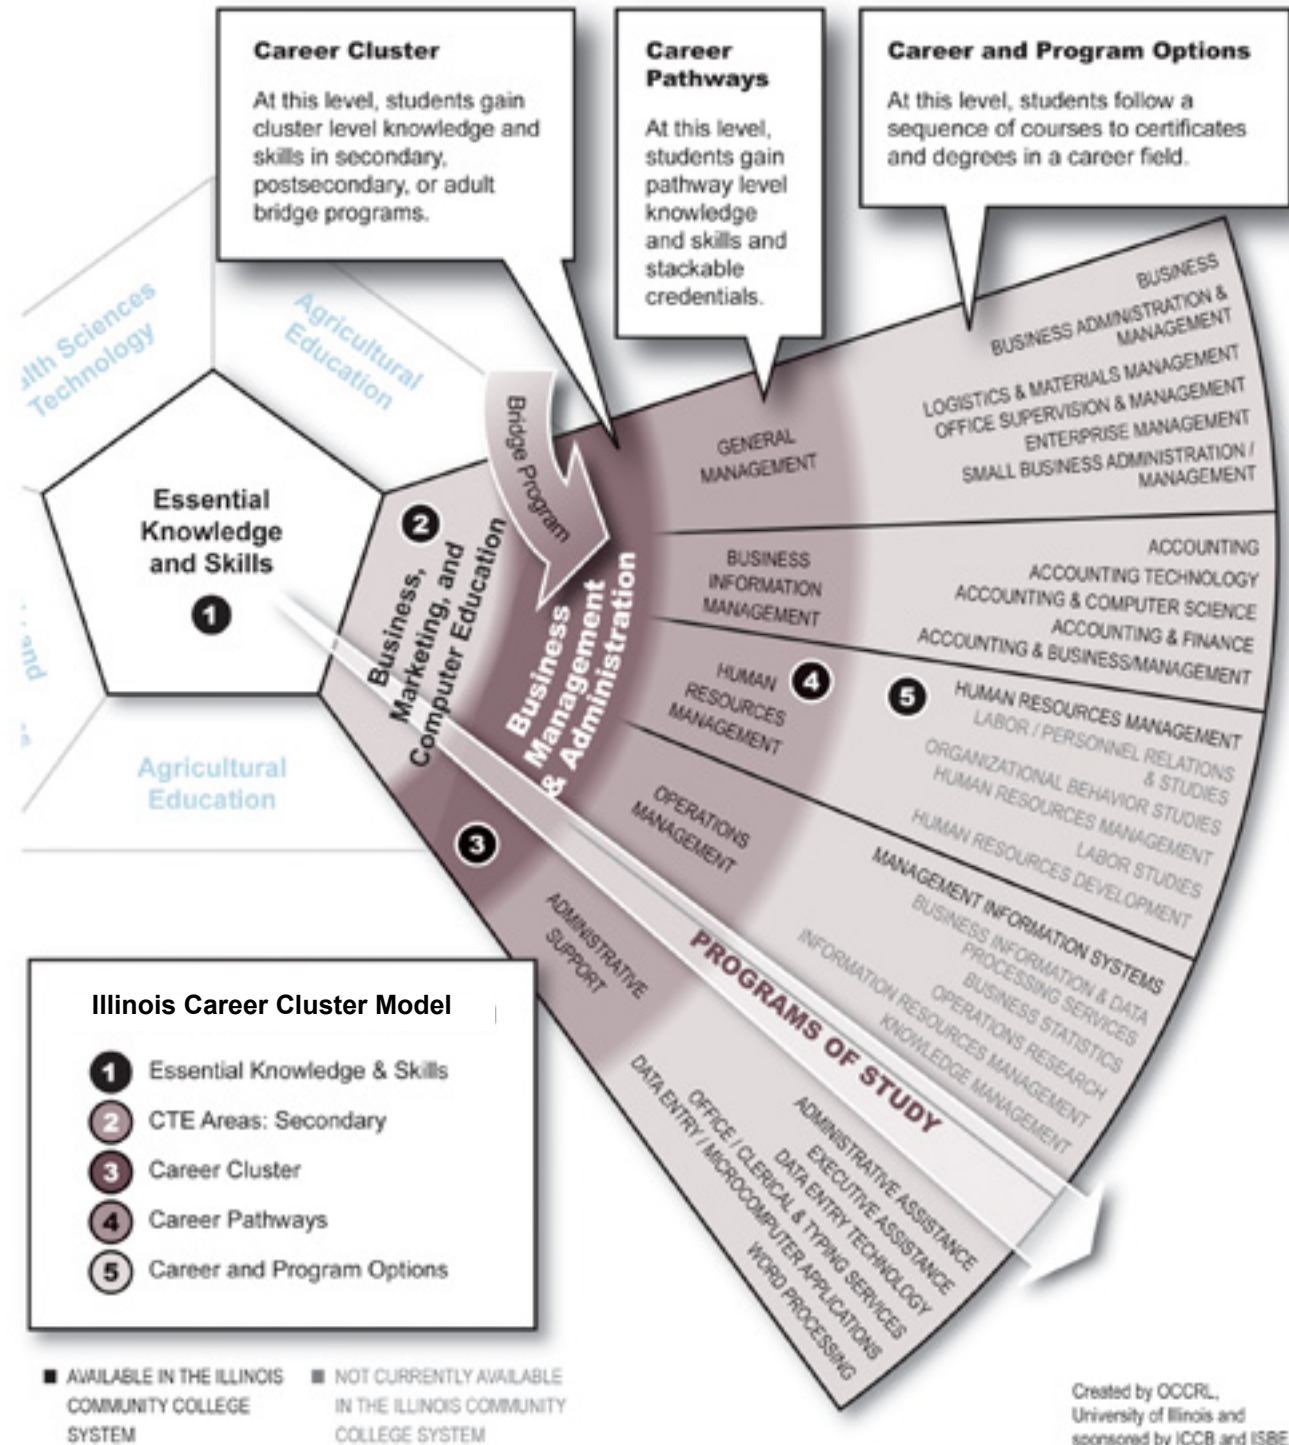 Career Cluster
At this level, students gain
cluster level knowledge and
skills in secondary,
postsecondary, or adult
bridge programs.
Career
Pathways
At this level,
students gain
pathway level
knowledge
and skills and
stackable
credentials.
Career and Program Options
At this level, students follow a
sequence of courses to certificates
and degrees in a career field.
alth Sciences
Technology
Agricultural
Education
Essential
Knowledge
and Skills
1
and
Agricultural
Education
2
Business,
Marketing, and
Computer Education
Bridge Program
Business
Management
& Administration
3
GENERAL
MANAGEMENT
BUSINESS
INFORMATION
MANAGEMENT
HUMAN
RESOURCES
MANAGEMENT
4
OPERATIONS
MANAGEMENT
ADMINISTRATIVE
SUPPORT
BUSINESS
BUSINESS ADMINISTRATION &
MANAGEMENT
LOGISTICS & MATERIALS MANAGEMENT
OFFICE SUPERVISION & MANAGEMENT
ENTERPRISE MANAGEMENT
SMALL BUSINESS ADMINISTRATION /
MANAGEMENT
ACCOUNTING
ACCOUNTING TECHNOLOGY
ACCOUNTING & COMPUTER SCIENCE
ACCOUNTING & FINANCE
ACCOUNTING & BUSINESS/MANAGEMENT
5
HUMAN RESOURCES MANAGEMENT
LABOR / PERSONNEL RELATIONS
& STUDIES
ORGANIZATIONAL BEHAVIOR STUDIES
HUMAN RESOURCES MANAGEMENT
LABOR STUDIES
HUMAN RESOURCES DEVELOPMENT
MANAGEMENT INFORMATION SYSTEMS
BUSINESS INFORMATION & DATA
PROCESSING SERVICES
BUSINESS STATISTICS
OPERATIONS RESEARCH
INFORMATION RESOURCES MANAGEMENT
KNOWLEDGE MANAGEMENT
PROGRAMS OF STUDY
ADMINISTRATIVE ASSISTANCE
EXECUTIVE ASSISTANCE
DATA ENTRY TECHNOLOGY
OFFICE / CLERICAL & TYPING SERVICES
DATA ENTRY / MICROCOMPUTER APPLICATIONS
WORD PROCESSING
Illinois Career Cluster Model
1 Essential Knowledge & Skills
2 CTE Areas: Secondary
3 Career Cluster
4 Career Pathways
5 Career and Program Options
AVAILABLE IN THE ILLINOIS
COMMUNITY COLLEGE
SYSTEM
NOT CURRENTLY AVAILABLE
IN THE ILLINOIS COMMUNITY
COLLEGE SYSTEM
Created by OCCRL,
University of Illinois and
sponsored by ICCB and ISBE